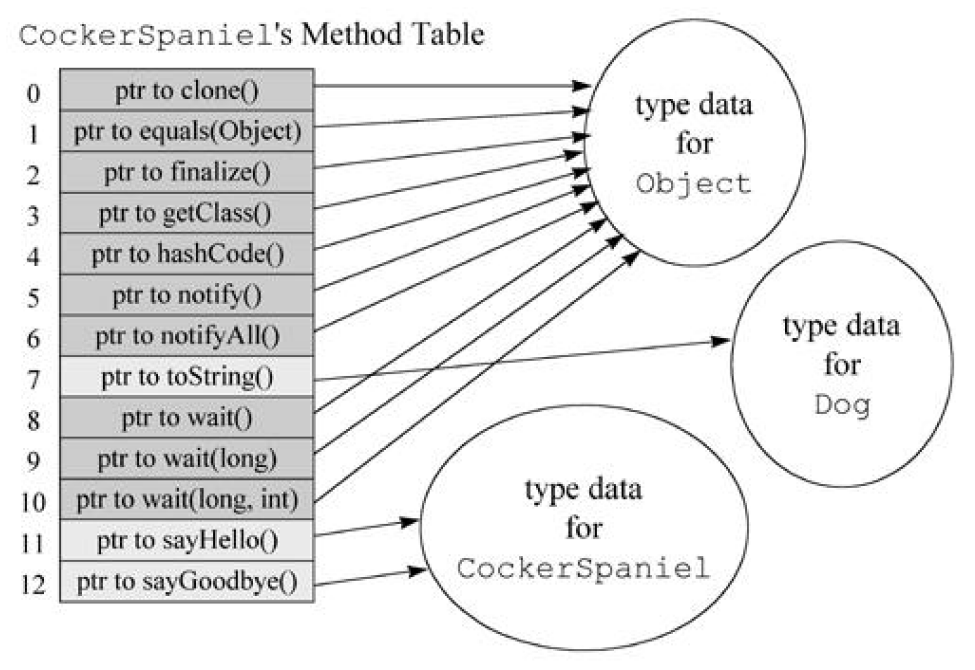 CockerSpaniel's Method Table
0 ptr to clone()
1 ptr to equals(Object)
2 ptr to finalize()
3 ptr to getClass()
4 ptr to hashCode()
5 ptr to notify()
6 ptr to notifyAll()
7 ptr to toString()
8 ptr to wait()
9 ptr to wait(long)
10 ptr to wait(long, int)
11 ptr to sayHello()
12 ptr to sayGoodbye()
type data
for
Object
type data
for
Dog
type data
for
CockerSpaniel